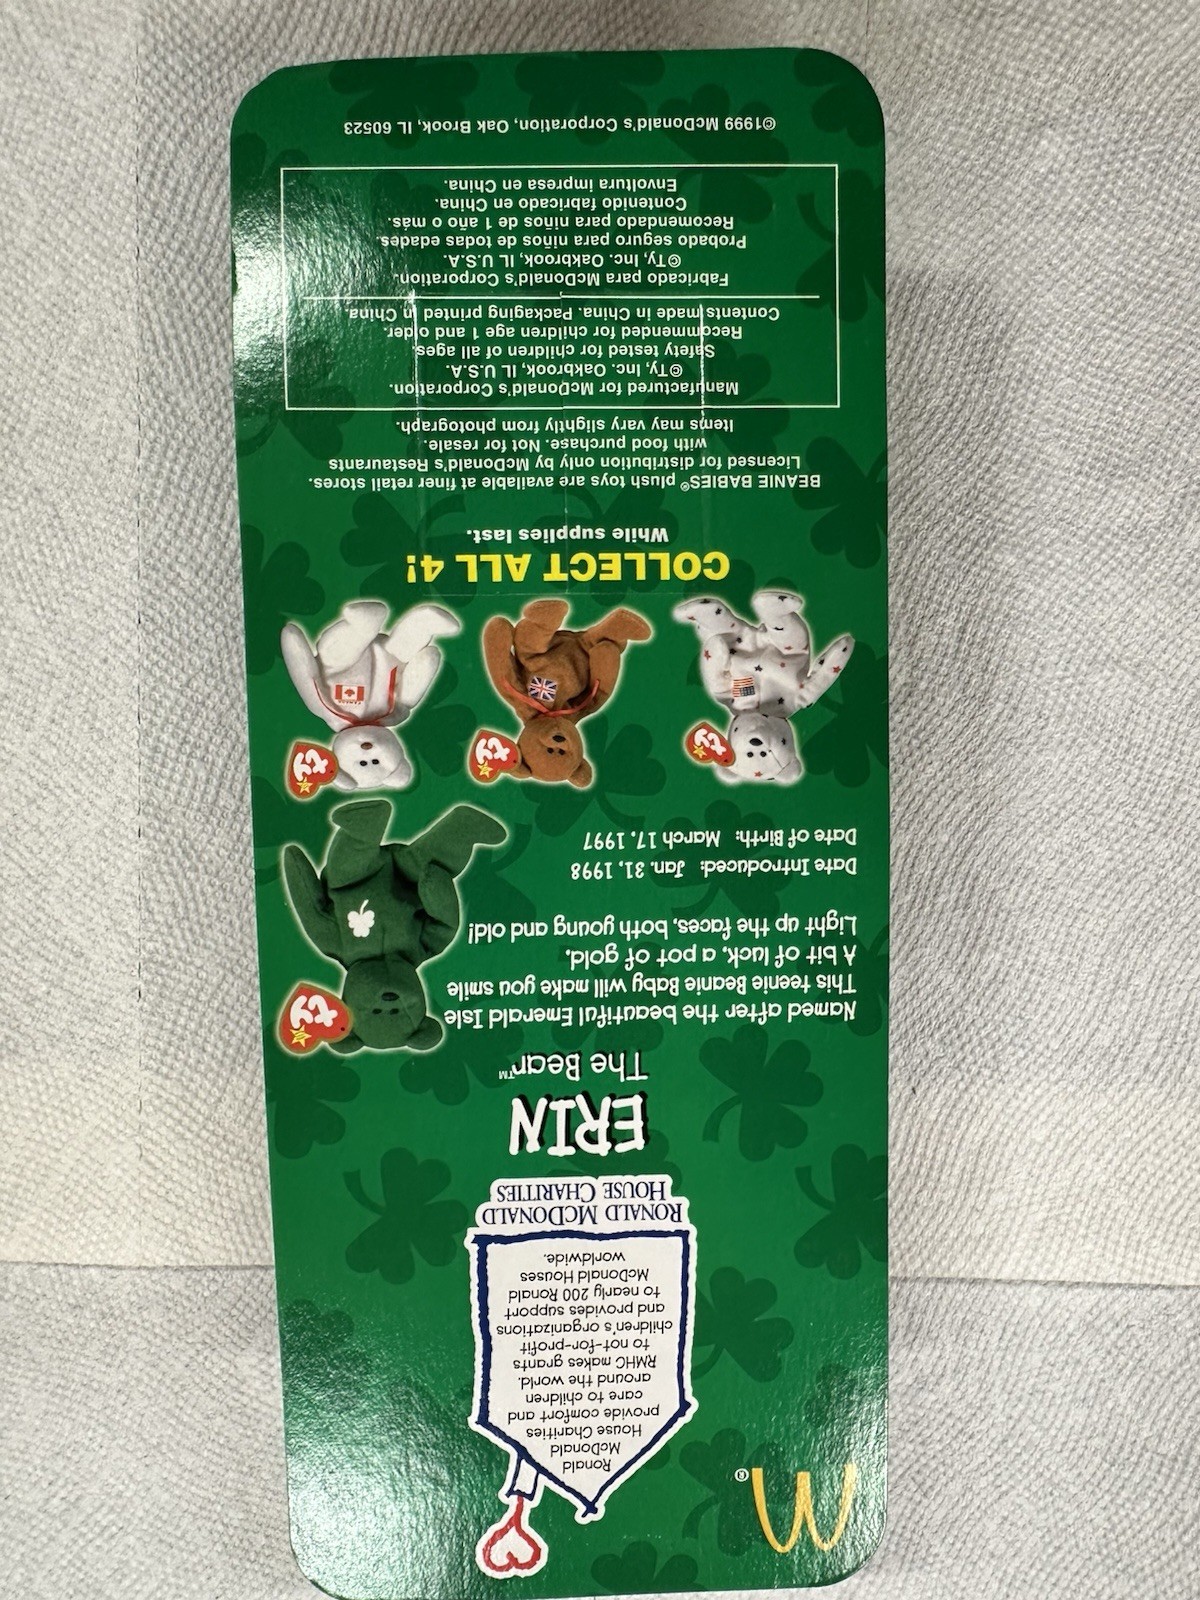 ®
Ronald
McDonald
House Charities
provide comfort and
care to children
around the world.
RMHC makes grants
to not-for-profit
children's organizations
and provides support
to nearly 200 Ronald
McDonald Houses
worldwide.
RONALD MCDONALD
HOUSE CHARITIES
ERIN
The Bear™
Named after the beautiful Emerald Isle
This teenie Beanie Baby will make you smile
A bit of luck, a pot of gold,
Light up the faces, both young and old!
Date Introduced: Jan. 31, 1998
Date of Birth: March 17, 1997
ty
ty
ty
ty
CANADA
COLLECT ALL 4!
While supplies last.
BEANIE BABIES® plush toys are available at finer retail stores.
Licensed for distribution only by McDonald's Restaurants
with food purchase. Not for resale.
Items may vary slightly from photograph.
Manufactured for McDonald's Corporation.
©Ty, Inc. Oakbrook, IL U.S.A.
Safety tested for children of all ages.
Recommended for children age 1 and older.
Contents made in China. Packaging printed in China.
Fabricado para McDonald's Corporation.
©Ty, Inc. Oakbrook, IL U.S.A.
Probado seguro para niños de todas edades.
Recomendado para niños de 1 año o más.
Contenido fabricado en China.
Envoltura impresa en China.
©1999 McDonald's Corporation, Oak Brook, IL 60523